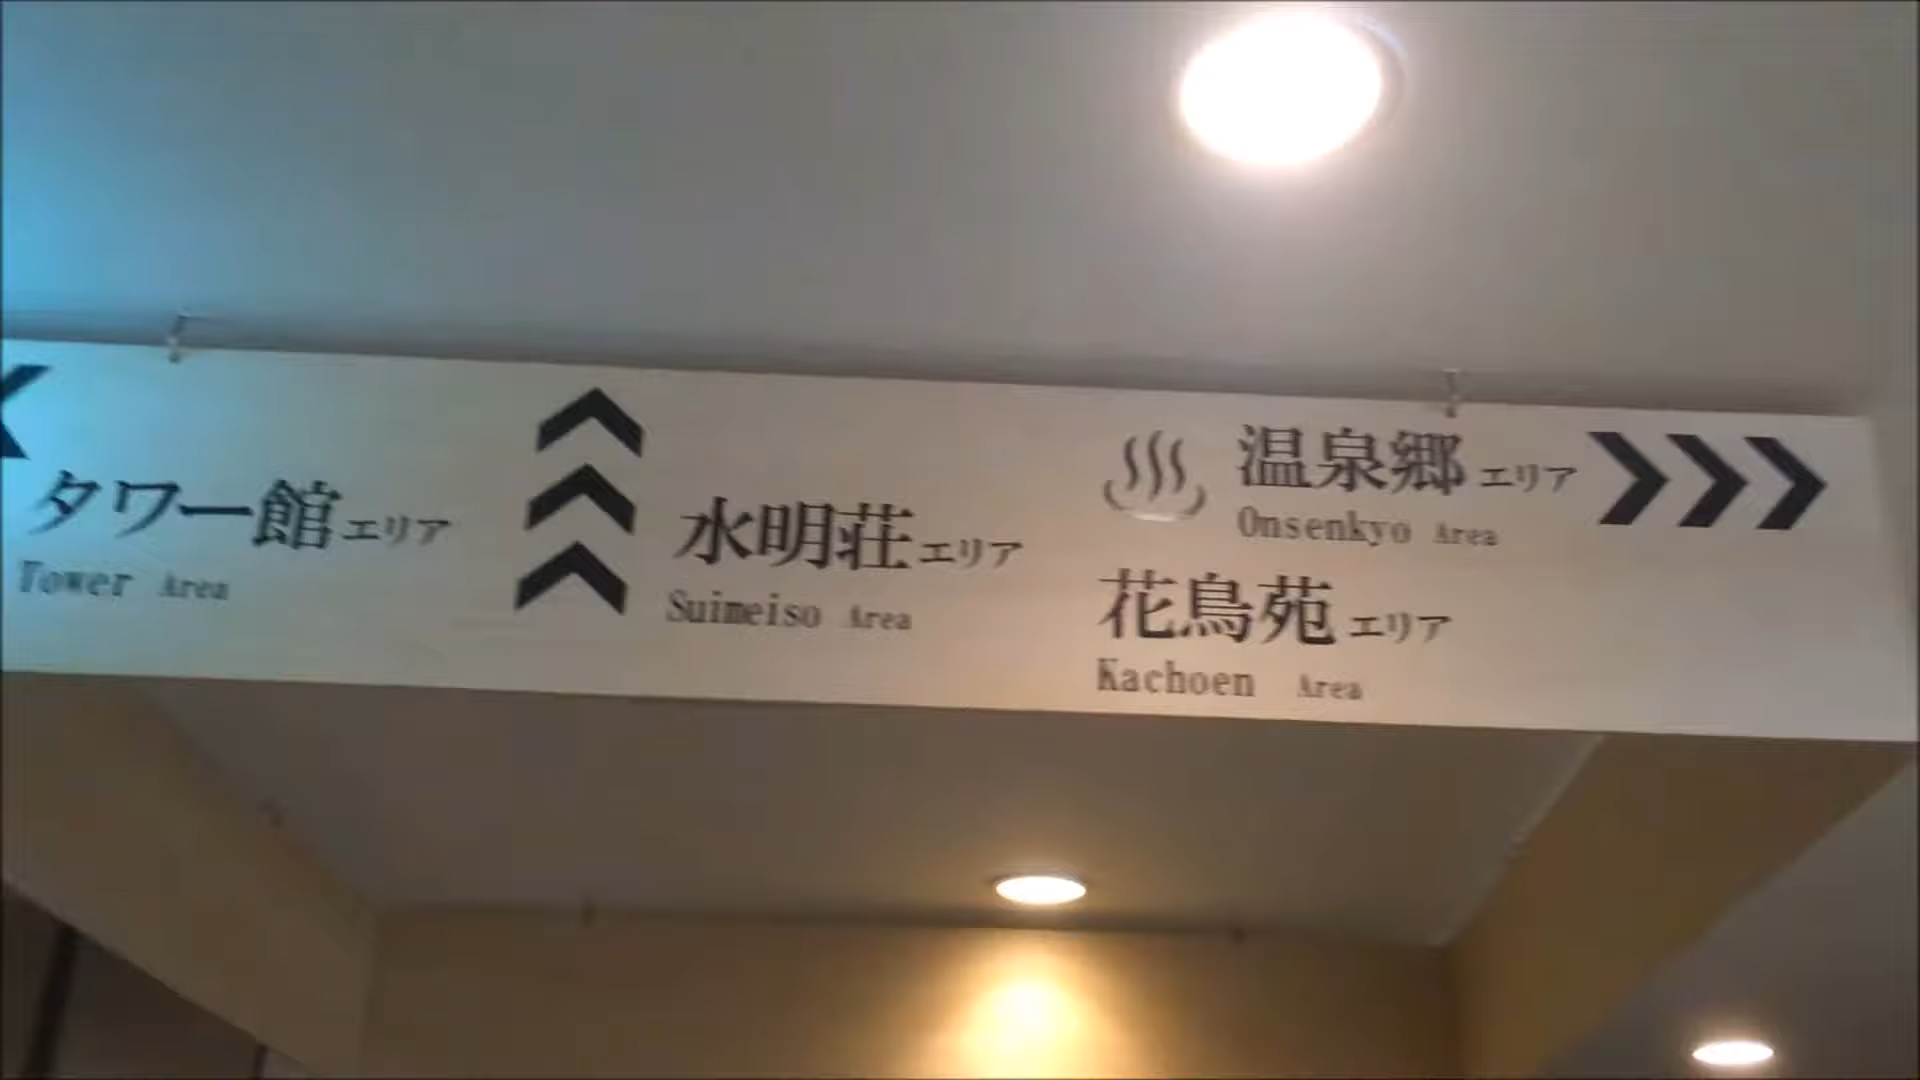 タワー館エリア
Tower Area
水明荘エリア
Suimeiso Area
温泉郷エリア
Onsenkyo Area
花鳥苑エリア
Kachoen Area